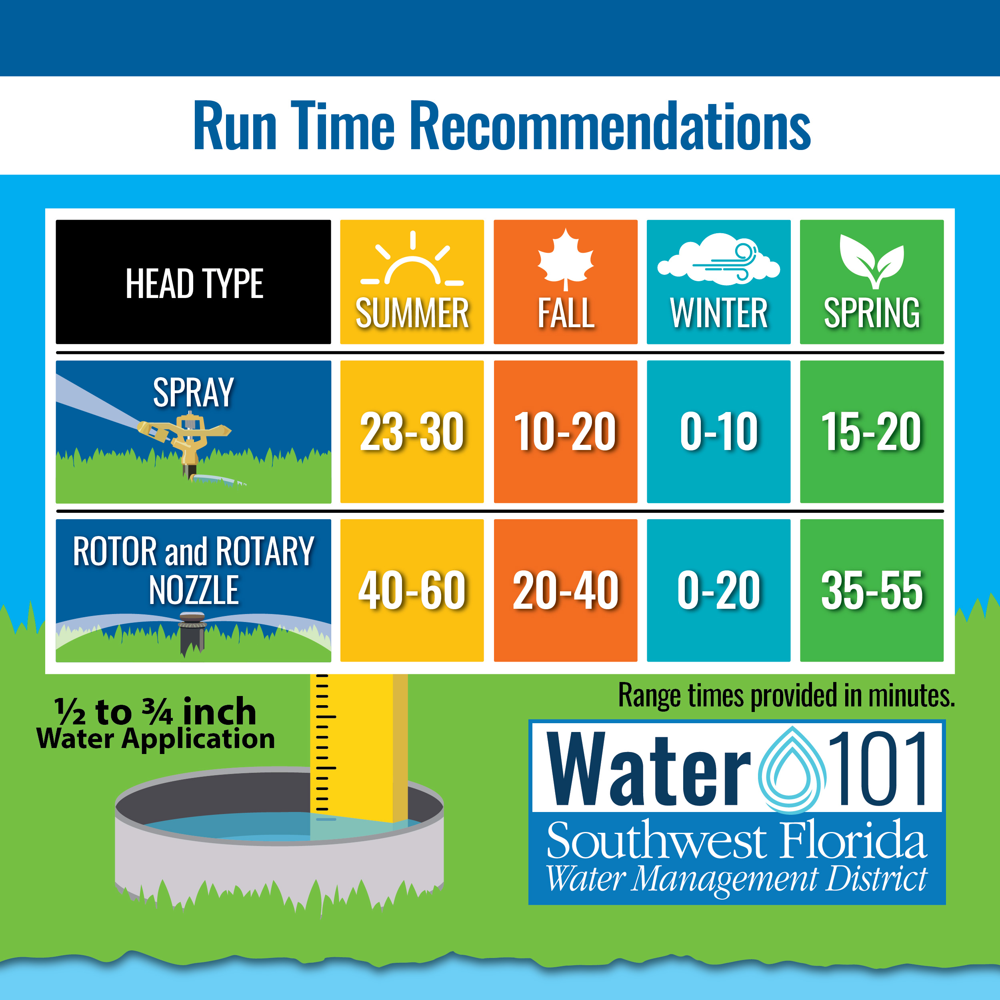 Run Time Recommendations
HEAD TYPE
SUMMER
FALL
WINTER
SPRING
SPRAY
23-30
10-20
0-10
15-20
ROTOR and ROTARY
NOZZLE
40-60
20-40
0-20
35-55
½ to ¾ inch
Water Application
Range times provided in minutes.
Water 101
Southwest Florida
Water Management District